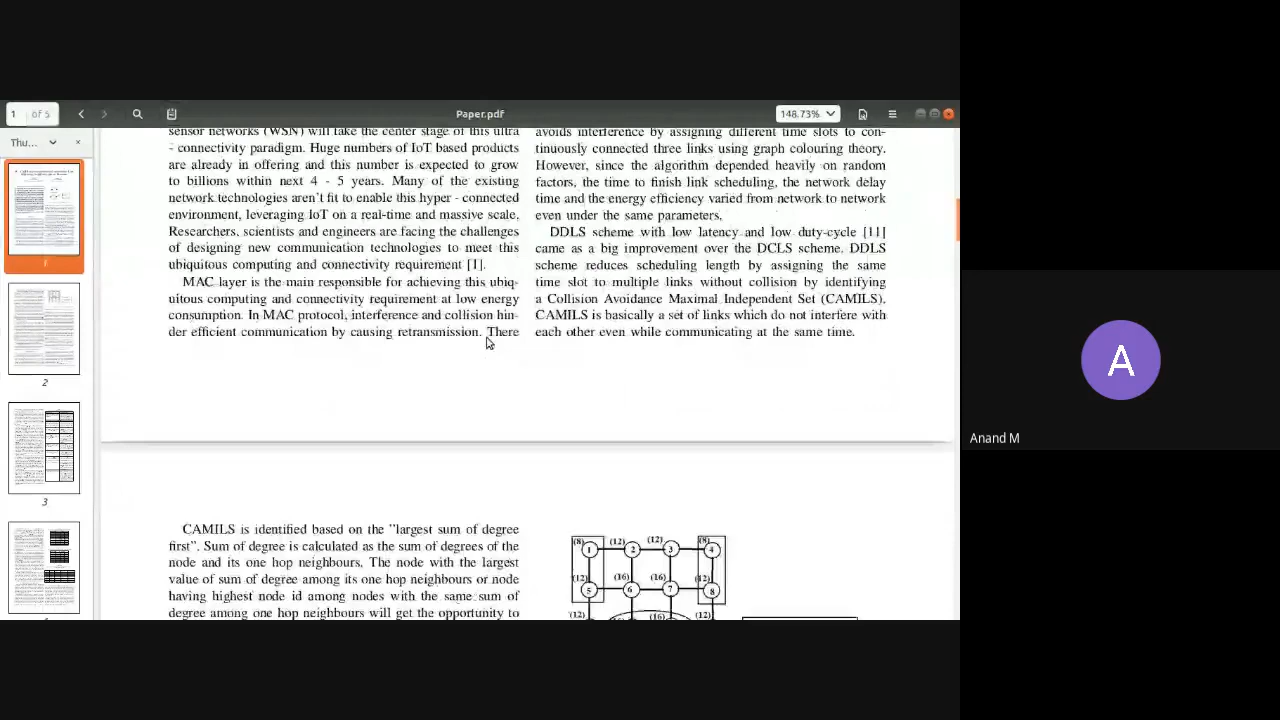 1 of 5
Paper.pdf
148.73%
Thu...
1
2
3
sensor networks (WSN) will take the center stage of this ultra
- connectivity paradigm. Huge numbers of IoT based products
are already in offering and this number is expected to grow
to billions within next 3 - 5 years. Many of the existing
network technologies arent fit to enable this hyper - connected
environment, leveraging IoT on a real-time and massive scale.
Researchers, scientists and engineers are facing the challenges
of designing new communication technologies to meet this
ubiquitous computing and connectivity requirement [1].
MAC layer is the main responsible for achieving this ubiq-
uitous computing and connectivity requirement at low energy
consumption. In MAC protocol, interference and collision hin-
der efficient communication by causing retransmission. There
avoids interference by assigning different time slots to con-
tinuously connected three links using graph colouring theory.
However, since the algorithm depended heavily on random
factors, the time to finish link scheduling, the network delay
time and the energy efficiency varied from network to network
even under the same parameters.
DDLS scheme with low latency and low duty-cycle [11]
came as a big improvement over the DCLS scheme. DDLS
scheme reduces scheduling length by assigning the same
time slot to multiple links without collision by identifying
a Collision Avoidance Maximal Independent Set (CAMILS).
CAMILS is basically a set of links which do not interfere with
each other even while communicating at the same time.
CAMILS is identified based on the "largest sum of degree
first". Sum of degree is calculated as the sum of degrees of the
node and its one hop neighbours. The node with the largest
value of sum of degree among its one hop neighbours or node
having highest node id among nodes with the same sum of
degree among one hop neighbours will get the opportunity to
(8) (12) (12) (8)
1 2 3 4
(12) (16) (16) (12)
5 6 7 8
(12) (16) (12)
A
Anand M